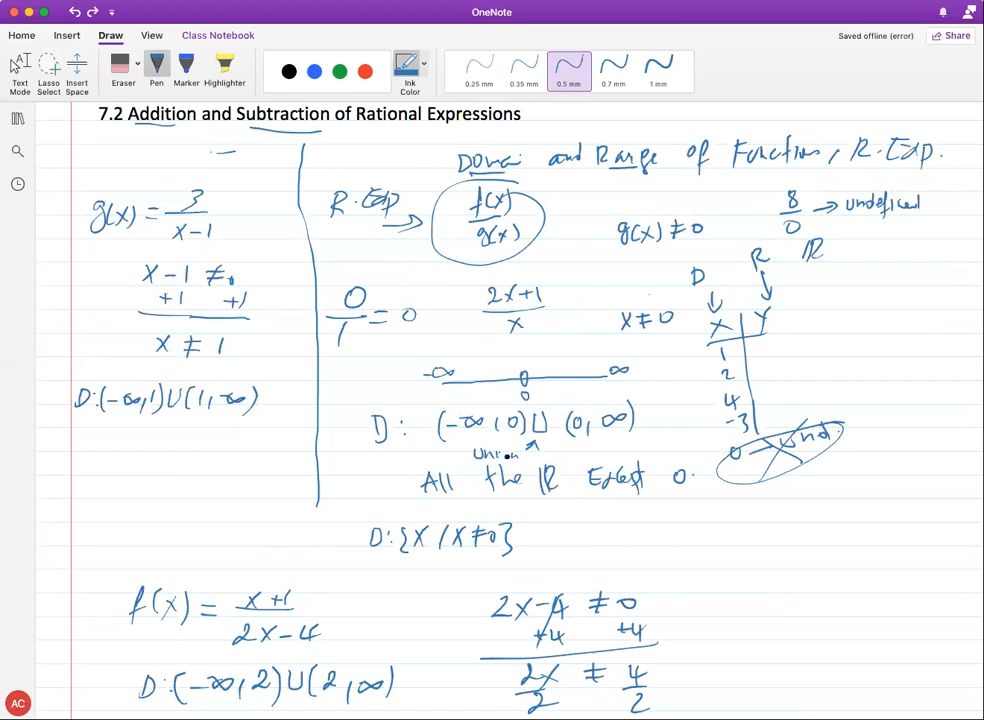 OneNote
Home Insert Draw View Class Notebook
Saved offline (error) Share
Text Mode
Lasso Select
Insert Space
Eraser
Pen
Marker
Highlighter
Ink Color
0.25 mm
0.35 mm
0.5 mm
0.7 mm
1 mm
7.2 Addition and Subtraction of Rational Expressions
Domai and Range of Function, R.Exp.
g(x) = 3/(x-1)
x - 1 ≠ 0
+1 +1
x ≠ 1
D:(-∞,1)U(1,∞)
R.Exp → f(x)/g(x)
g(x) ≠ 0
8/0 → undefined
ℝ
0/1 = 0
2x+1/x
x ≠ 0
D R
↓ ↓
X Y
1
2
4
-3
0 → Und.
-∞ 0 ∞
D: (-∞,0)U(0,∞)
Union
All the ℝ Except 0.
D:{X/X≠0}
f(x) = x+1/2x-4
D:(-∞,2)U(2,∞)
2x-4 ≠ 0
+4 +4
2x/2 ≠ 4/2
AC